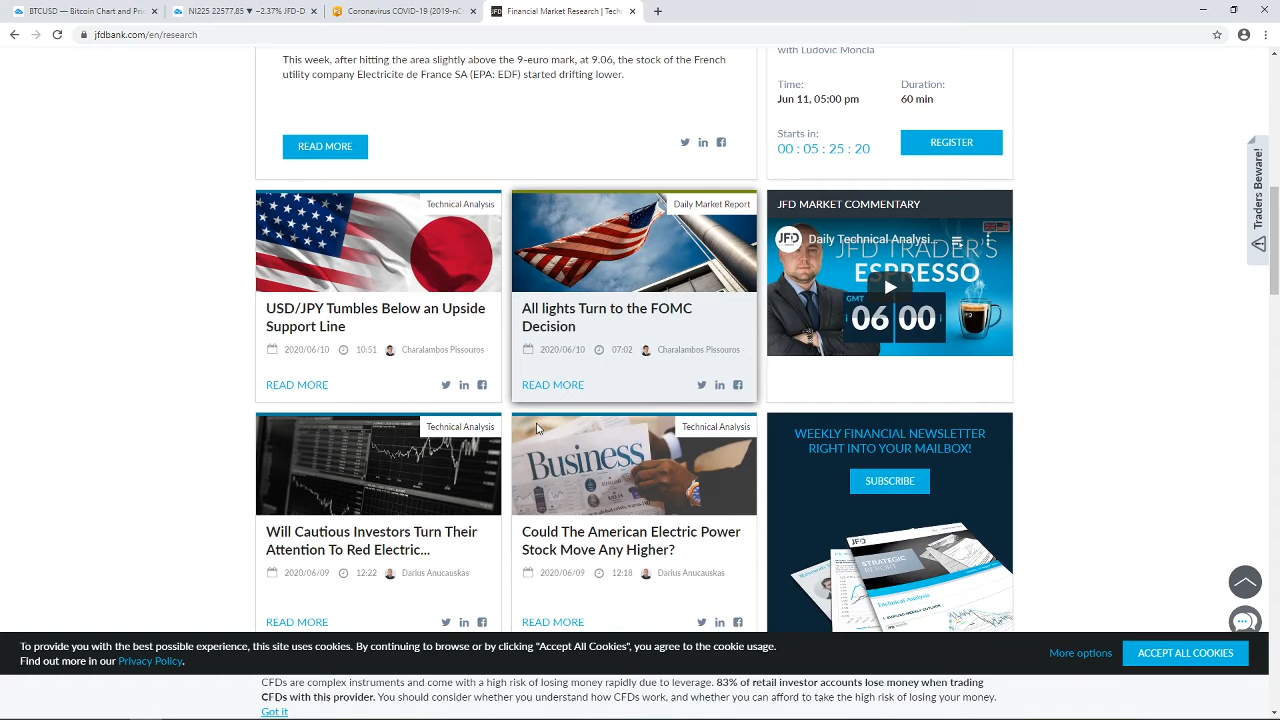 BTCUSD — Bitcoin Chart and Pric
NI225 22577.85 ▼ −2.37% JFD-D
Coronavirus COVID-19 (2019-nC
Financial Market Research | Tech
jfdbank.com/en/research
This week, after hitting the area slightly above the 9-euro mark, at 9.06, the stock of the French
utility company Electricite de France SA (EPA: EDF) started drifting lower.
READ MORE
with Ludovic Moncla
Time:
Duration:
Jun 11, 05:00 pm
60 min
Starts in:
00 : 05 : 25 : 20
REGISTER
Traders Beware!
Technical Analysis
USD/JPY Tumbles Below an Upside
Support Line
2020/06/10 10:51 Charalambos Pissouros
READ MORE
Daily Market Report
All lights Turn to the FOMC
Decision
2020/06/10 07:02 Charalambos Pissouros
READ MORE
JFD MARKET COMMENTARY
JFD
Daily Technical Analysi...
JFD TRADER'S
ESPRESSO
GMT
06 00
Technical Analysis
Will Cautious Investors Turn Their
Attention To Red Electric...
2020/06/09 12:22 Darius Anucauskas
READ MORE
Technical Analysis
Business
Could The American Electric Power
Stock Move Any Higher?
2020/06/09 12:18 Darius Anucauskas
READ MORE
WEEKLY FINANCIAL NEWSLETTER
RIGHT INTO YOUR MAILBOX!
SUBSCRIBE
JFD
STRATEGIC
REPORT
Technical Analysis
To provide you with the best possible experience, this site uses cookies. By continuing to browse or by clicking "Accept All Cookies", you agree to the cookie usage.
Find out more in our Privacy Policy.
More options
ACCEPT ALL COOKIES
CFDs are complex instruments and come with a high risk of losing money rapidly due to leverage. 83% of retail investor accounts lose money when trading
CFDs with this provider. You should consider whether you understand how CFDs work, and whether you can afford to take the high risk of losing your money.
Got it